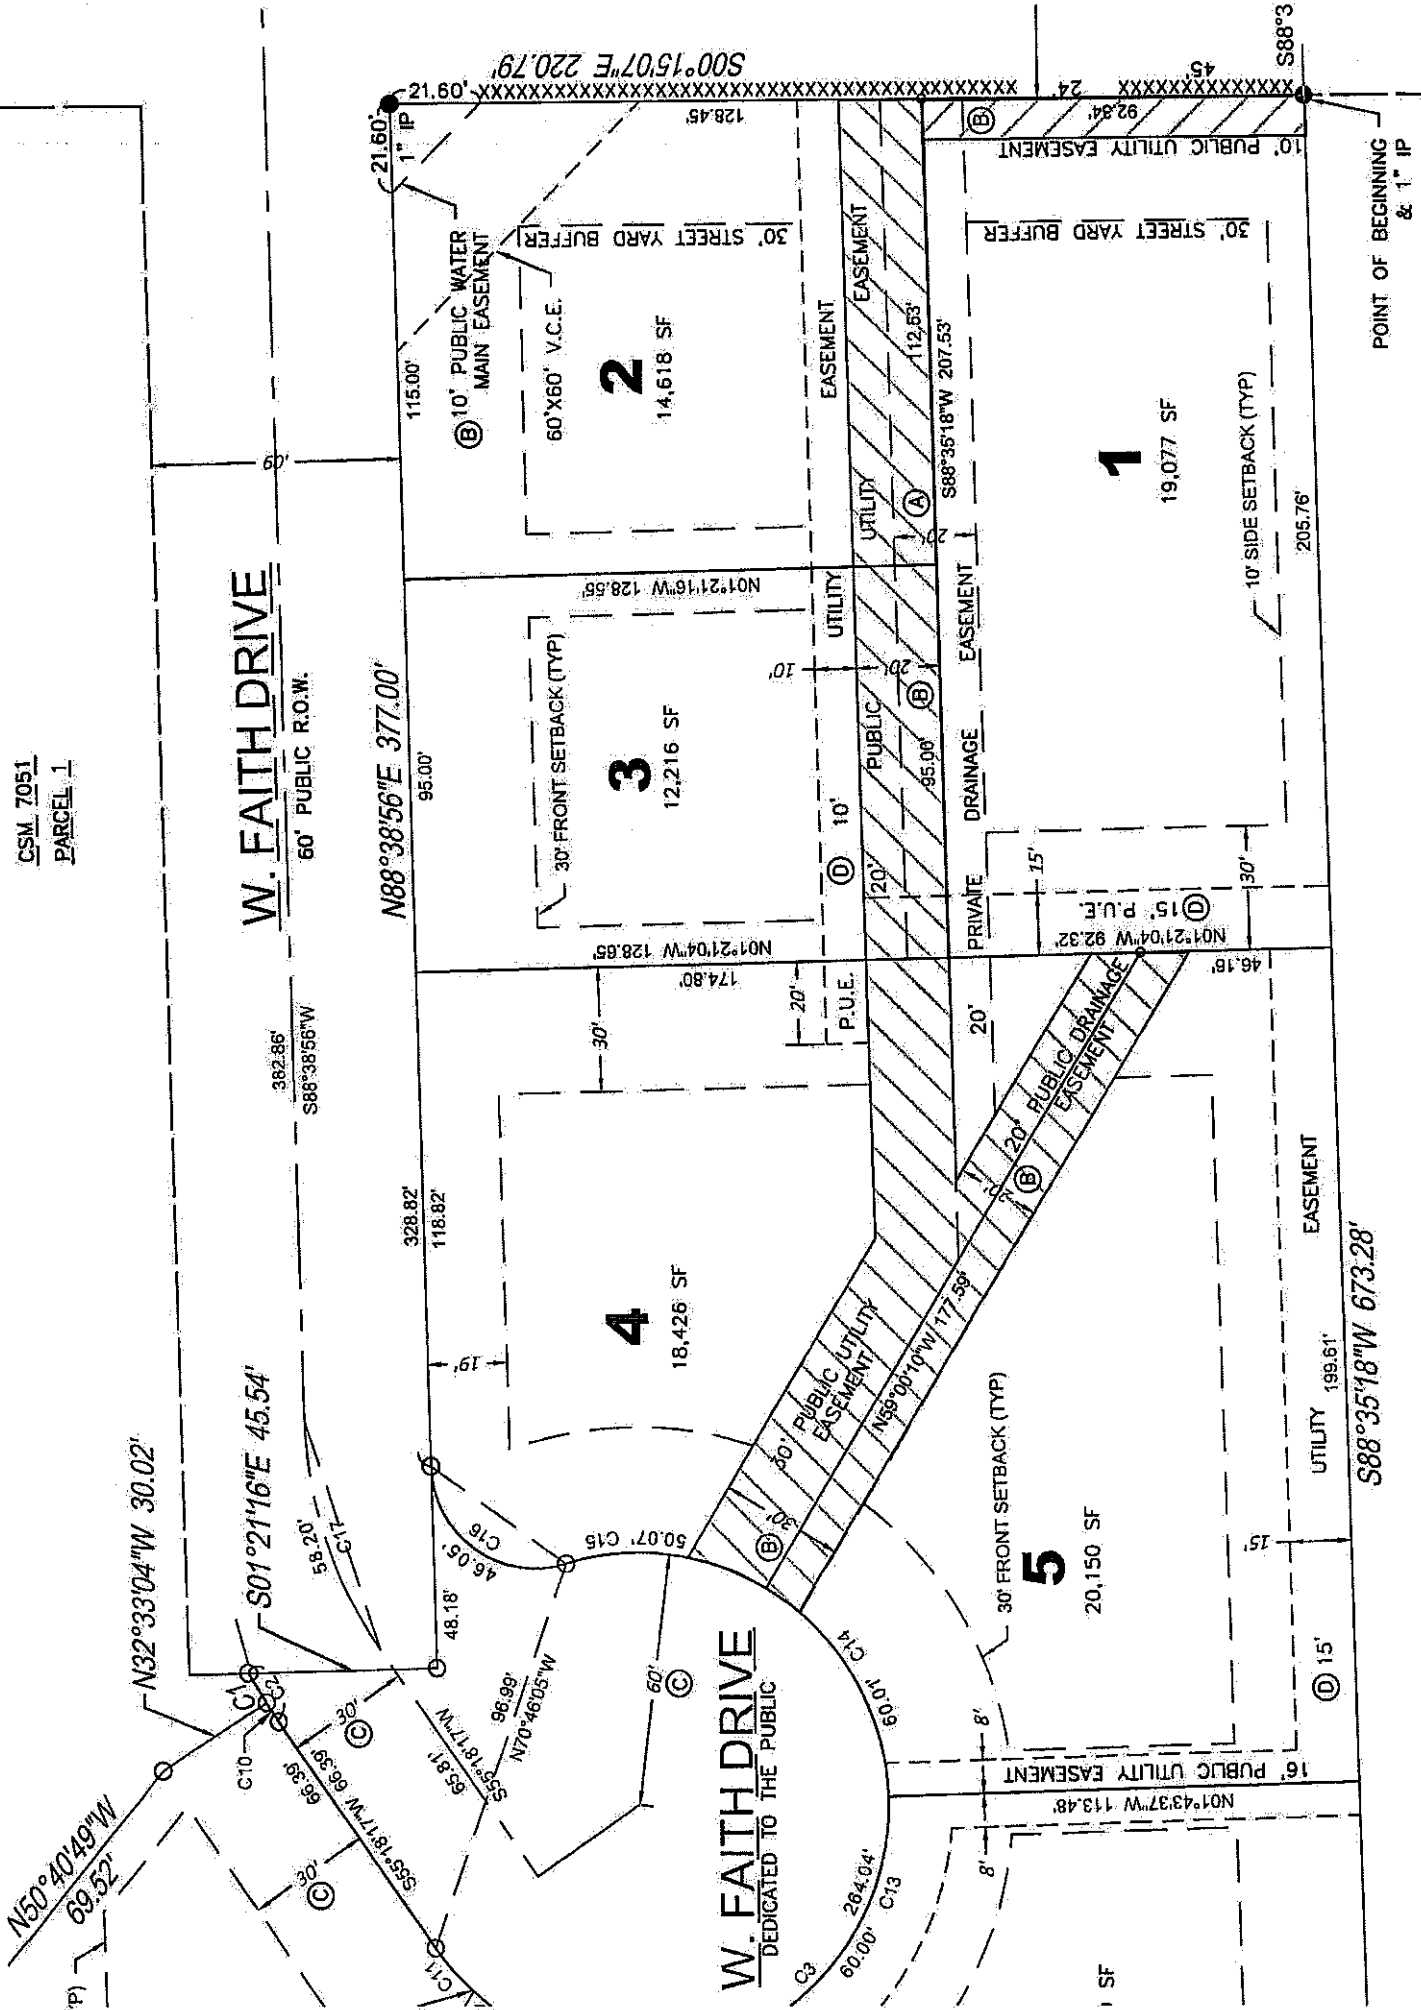 CSM 7051
PARCEL 1
W. FAITH DRIVE
60' PUBLIC R.O.W.
N88°38'56"E 377.00'
382.86'
S88°38'56"W
60'
328.82'
118.82'
95.00'
115.00'
21.60'
1" IP
21.60'
S00°15'07"E 220.79'
XXXXXXXXXXXXXXXXXXXXXXXXXXXXXXXXXXXXXXXXX
24'
XXXXXXXXXXXXX
45'
S88°3
128.45'
92.34'
B 10' PUBLIC WATER
MAIN EASEMENT
60'X60' V.C.E.
30' STREET YARD BUFFER
2
14,618 SF
N01°21'16"W 128.55'
30' FRONT SETBACK (TYP)
3
12,216 SF
N01°21'04"W 128.65'
174.80'
30'
20'
P.U.E.
D 10' UTILITY EASEMENT
10'
20' PUBLIC UTILITY EASEMENT
20'
B
A
20'
95.06'
112.53'
S88°35'18"W 207.53'
20' PRIVATE DRAINAGE EASEMENT
B
10' PUBLIC UTILITY EASEMENT
30' STREET YARD BUFFER
1
19,077 SF
10' SIDE SETBACK (TYP)
205.76'
POINT OF BEGINNING
& 1" IP
15'
D 15' P.U.E.
30'
N01°21'04"W 92.32'
46.16'
20' PUBLIC DRAINAGE
EASEMENT
20'
B
N59°00'10"W 177.59'
30' PUBLIC UTILITY
EASEMENT
30'
B
4
18,426 SF
19'
N32°33'04"W 30.02'
S01°21'16"E 45.54'
58.20'
C17
46.05'
C16
48.18'
50.07' C15
60'
C
96.99'
N70°46'05"W
65.81'
S55°18'17"W
C1
C2
C10
30'
C
66.39'
S55°18'17"W 66.39'
30'
C
N50°40'49"W
69.52'
'P)
C11
W. FAITH DRIVE
DEDICATED TO THE PUBLIC
60.01' C14
264.04'
C13
60.00'
C3
30' FRONT SETBACK (TYP)
5
20,150 SF
8'
8'
16' PUBLIC UTILITY EASEMENT
N01°43'37"W 113.48'
D 15' UTILITY EASEMENT
15'
199.61'
S88°35'18"W 673.28'
SF